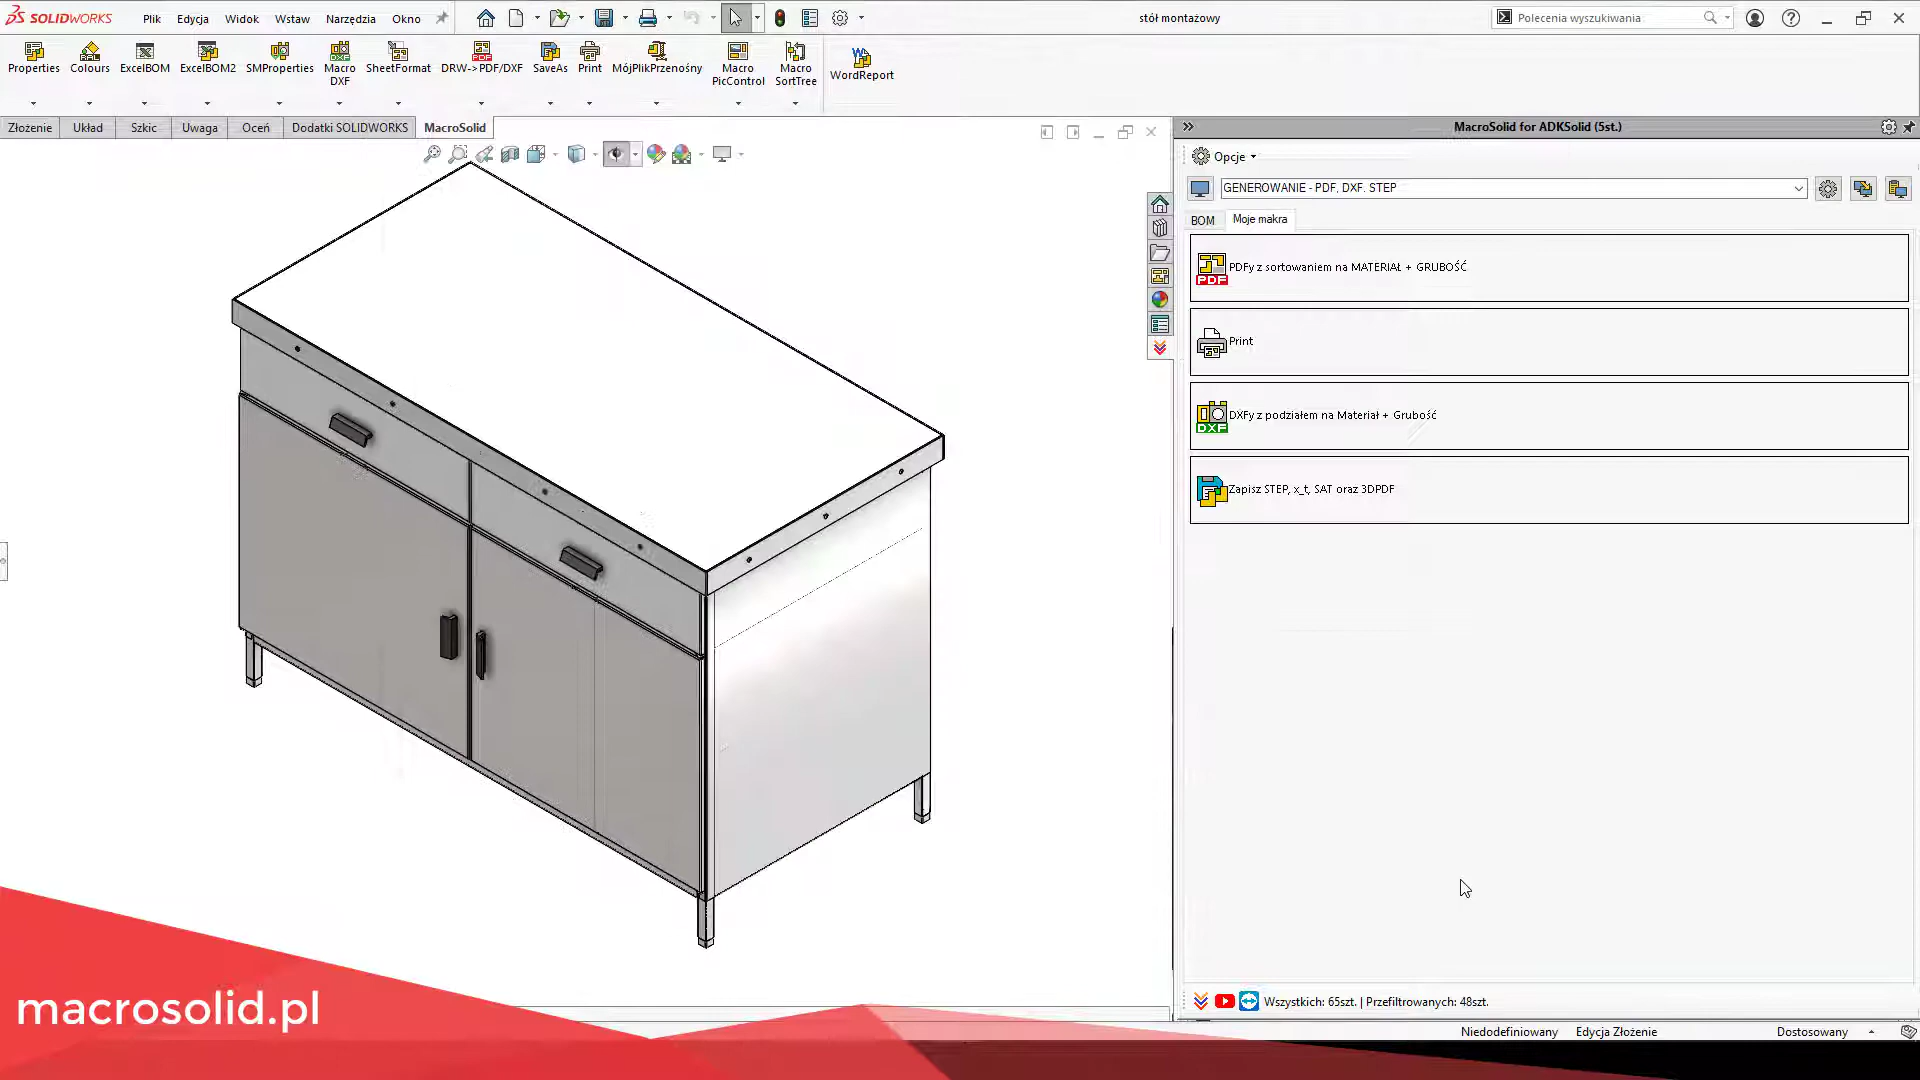 SOLIDWORKS Plik Edycja Widok Wstaw Narzędzia Okno stół montażowy Polecenia wyszukiwania
Properties Colours ExcelBOM ExcelBOM2 SMProperties Macro DXF SheetFormat DRW->PDF/DXF SaveAs Print MójPlikPrzenośny Macro PicControl Macro SortTree WordReport
Złożenie Układ Szkic Uwaga Oceń Dodatki SOLIDWORKS MacroSolid
MacroSolid for ADKSolid (5st.)
Opcje
GENEROWANIE - PDF, DXF. STEP
BOM Moje makra
PDF PDFy z sortowaniem na MATERIAŁ + GRUBOŚĆ
Print
DXF DXFy z podziałem na Materiał + Grubość
Zapisz STEP, x_t, SAT oraz 3DPDF
Wszystkich: 65szt. | Przefiltrowanych: 48szt.
macrosolid.pl
Niedodefiniowany Edycja Złożenie Dostosowany